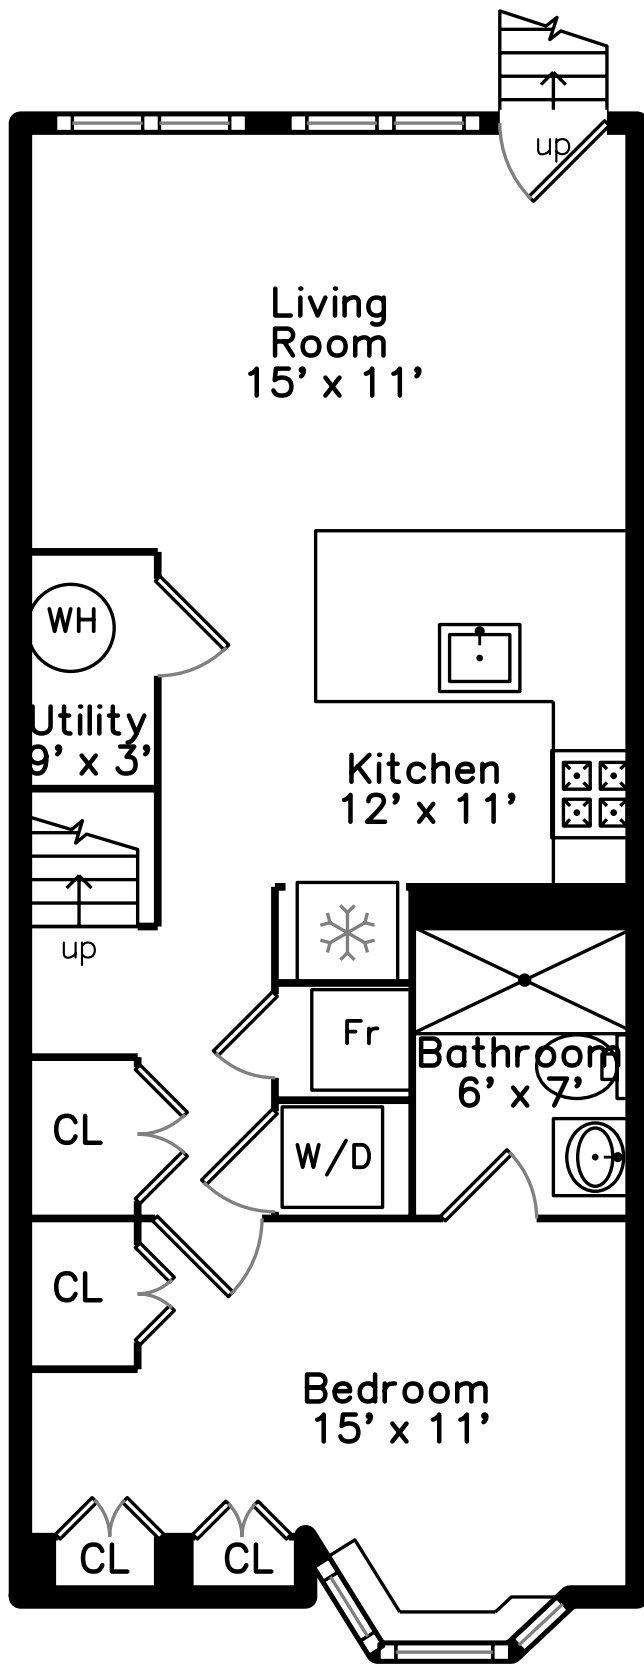 up
Living
Room
15' x 11'
WH
Utility
9' x 3'
Kitchen
12' x 11'
up
Fr
Bathroom
6' x 7'
CL
W/D
CL
Bedroom
15' x 11'
CL
CL